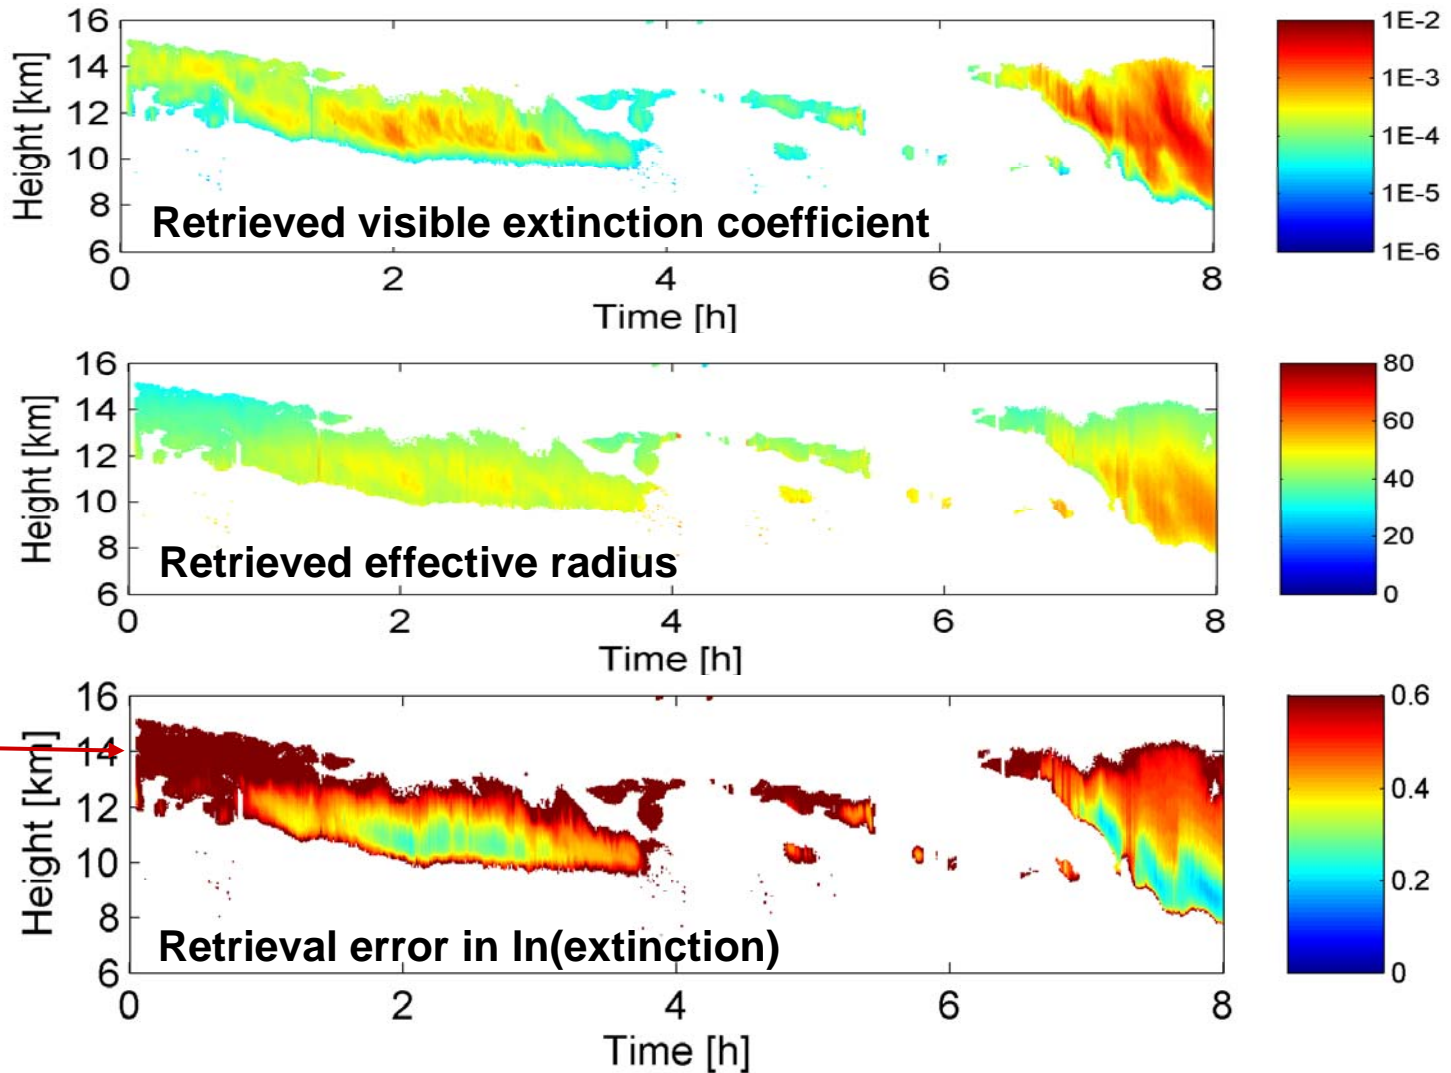 16
14
12
10
8
6
Height [km]
Retrieved visible extinction coefficient
0 2 4 6 8
Time [h]
1E-2
1E-3
1E-4
1E-5
1E-6
16
14
12
10
8
6
Height [km]
Retrieved effective radius
0 2 4 6 8
Time [h]
80
60
40
20
0
16
14
12
10
8
6
Height [km]
Retrieval error in ln(extinction)
0 2 4 6 8
Time [h]
0.6
0.4
0.2
0